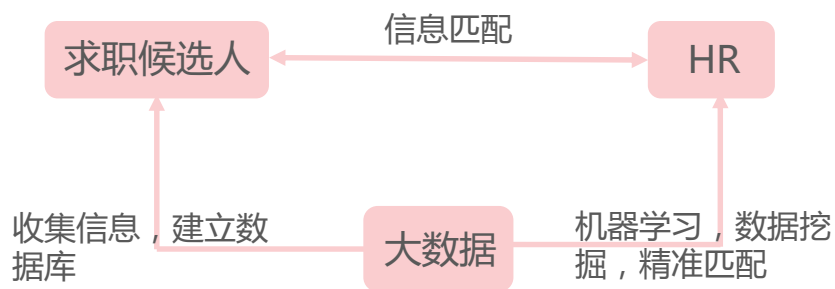 信息匹配
求职候选人
HR
收集信息，建立数
据库
大数据
机器学习，数据挖
掘，精准匹配